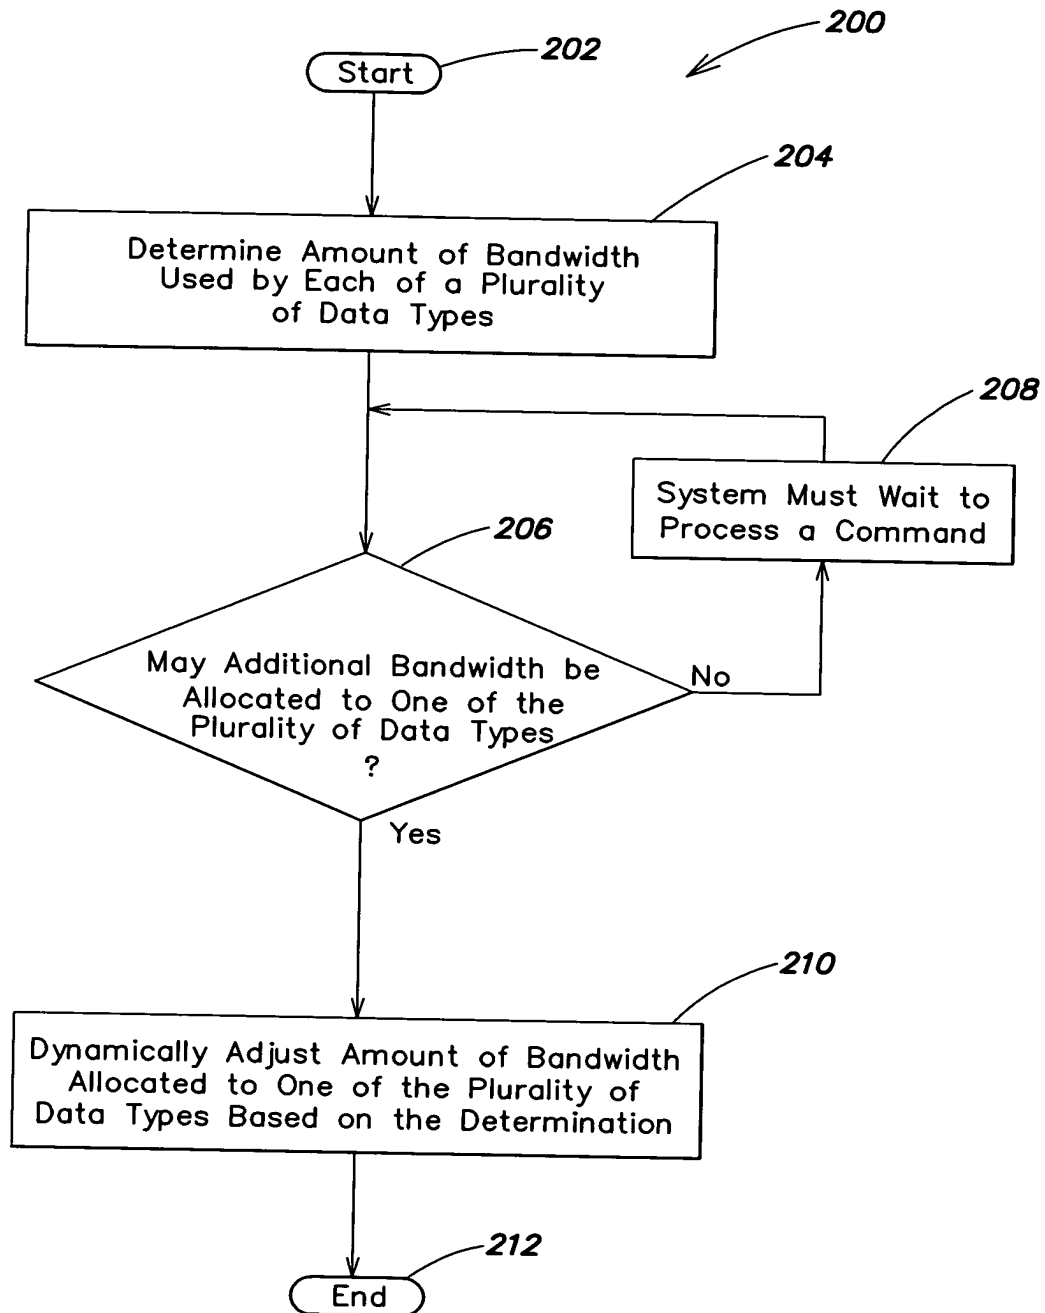 200
202
Start
204
Determine Amount of Bandwidth
Used by Each of a Plurality
of Data Types
208
System Must Wait to
Process a Command
206
May Additional Bandwidth be
Allocated to One of the
Plurality of Data Types
?
No
Yes
210
Dynamically Adjust Amount of Bandwidth
Allocated to One of the Plurality of
Data Types Based on the Determination
212
End